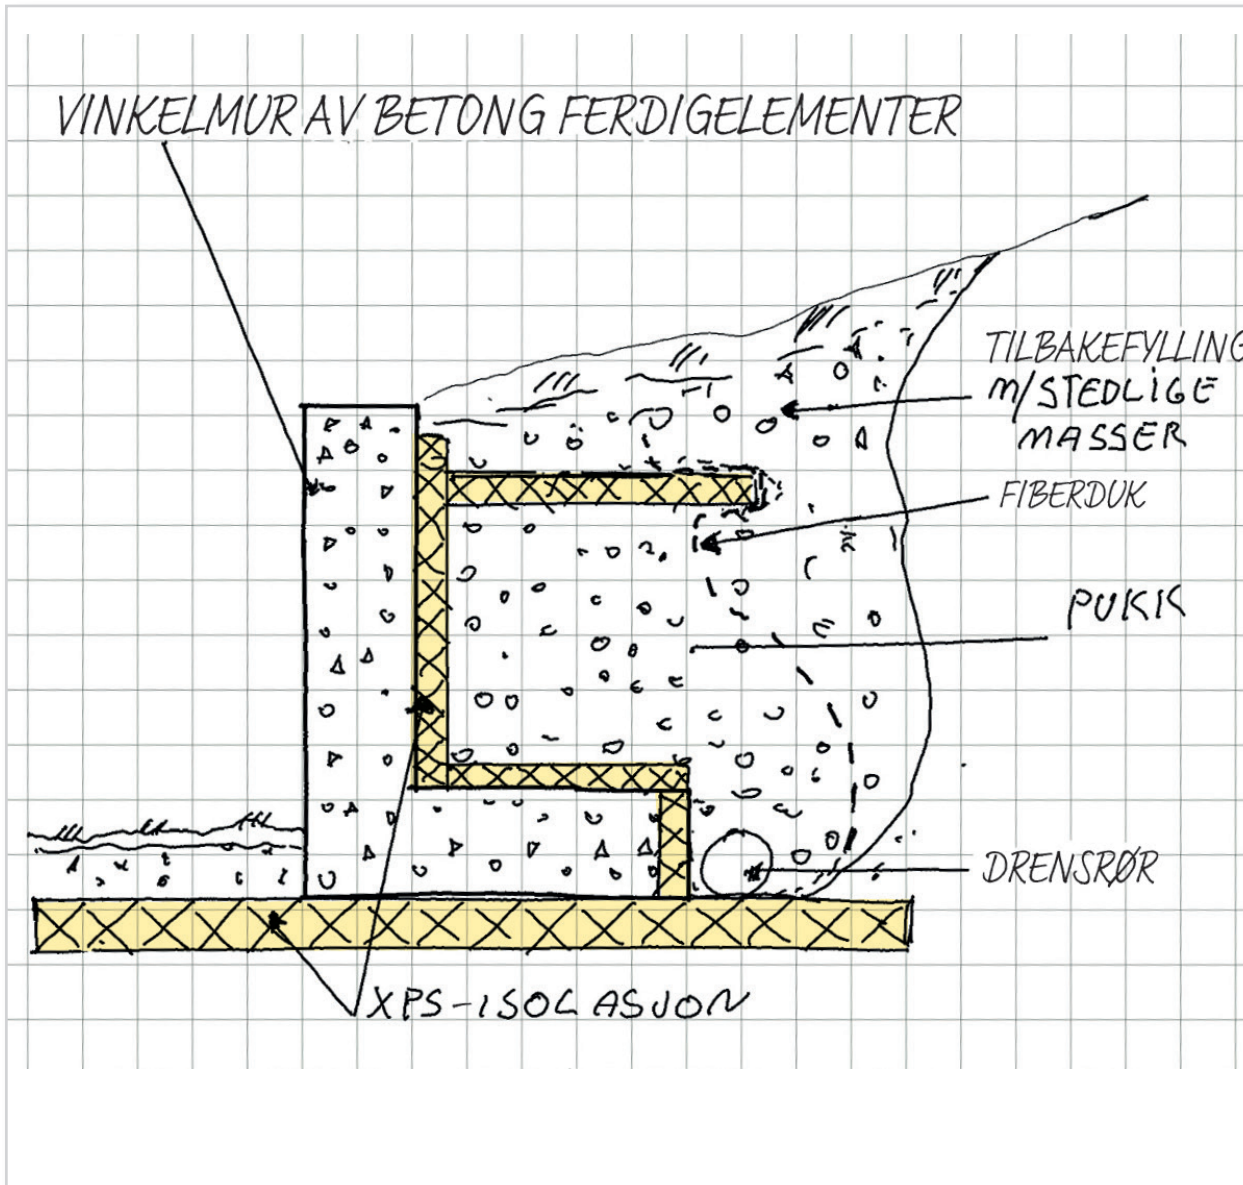 VINKELMUR AV BETONG FERDIGELEMENTER
TILBAKEFYLLING
M/STEDLIGE
MASSER
FIBERDUK
PUKK
DRENSRØR
XPS-ISOLASJON